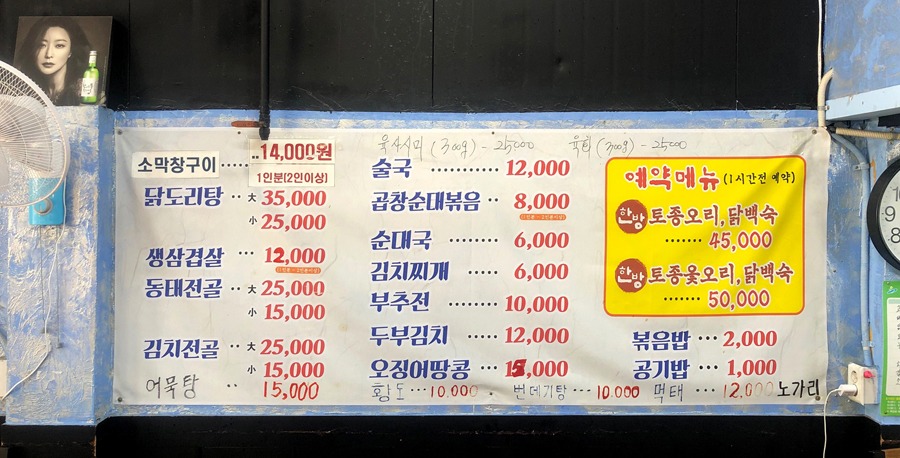 육사시미 (300g) - 25000 육회 (300g) - 25000
소막창구이 ..... 14,000원
1인분(2인이상)
닭도리탕 .. 大 35,000
小 25,000
생삼겹살 ... 12,000
동태전골 .. 大 25,000
小 15,000
김치전골 .. 大 25,000
小 15,000
어묵탕 .. 15,000
술국 ........... 12,000
곱창순대볶음 .. 8,000
순대국 ...... 6,000
김치찌개 ..... 6,000
부추전 ...... 10,000
두부김치 ...... 12,000
오징어땅콩 ... 15,000
황도 ... 10.000 번데기탕 ... 10.000 먹태 ... 12.000 노가리
예약메뉴 (1시간전 예약)
한방 토종오리, 닭백숙
....... 45,000
한방 토종옻오리, 닭백숙
....... 50,000
볶음밥 ... 2,000
공기밥 ... 1,000
10
9
8